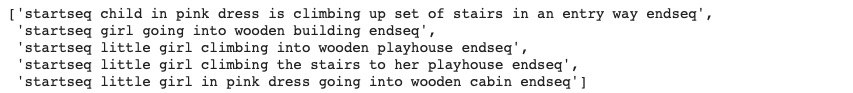 ['startseq child in pink dress is climbing up set of stairs in an entry way endseq',
'startseq girl going into wooden building endseq',
'startseq little girl climbing into wooden playhouse endseq',
'startseq little girl climbing the stairs to her playhouse endseq',
'startseq little girl in pink dress going into wooden cabin endseq']